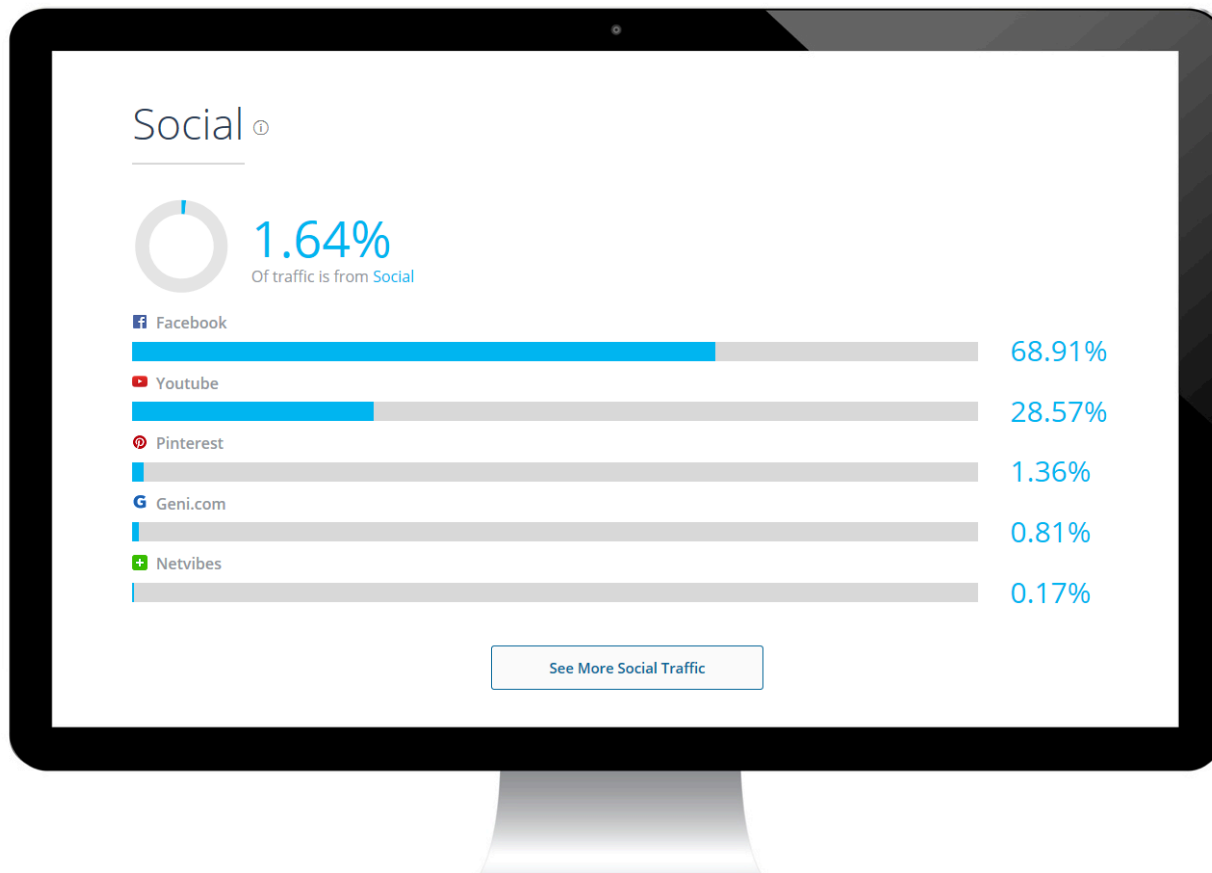 Social
1.64%
Of traffic is from Social
Facebook
68.91%
Youtube
28.57%
Pinterest
1.36%
G Geni.com
0.81%
Netvibes
0.17%
See More Social Traffic